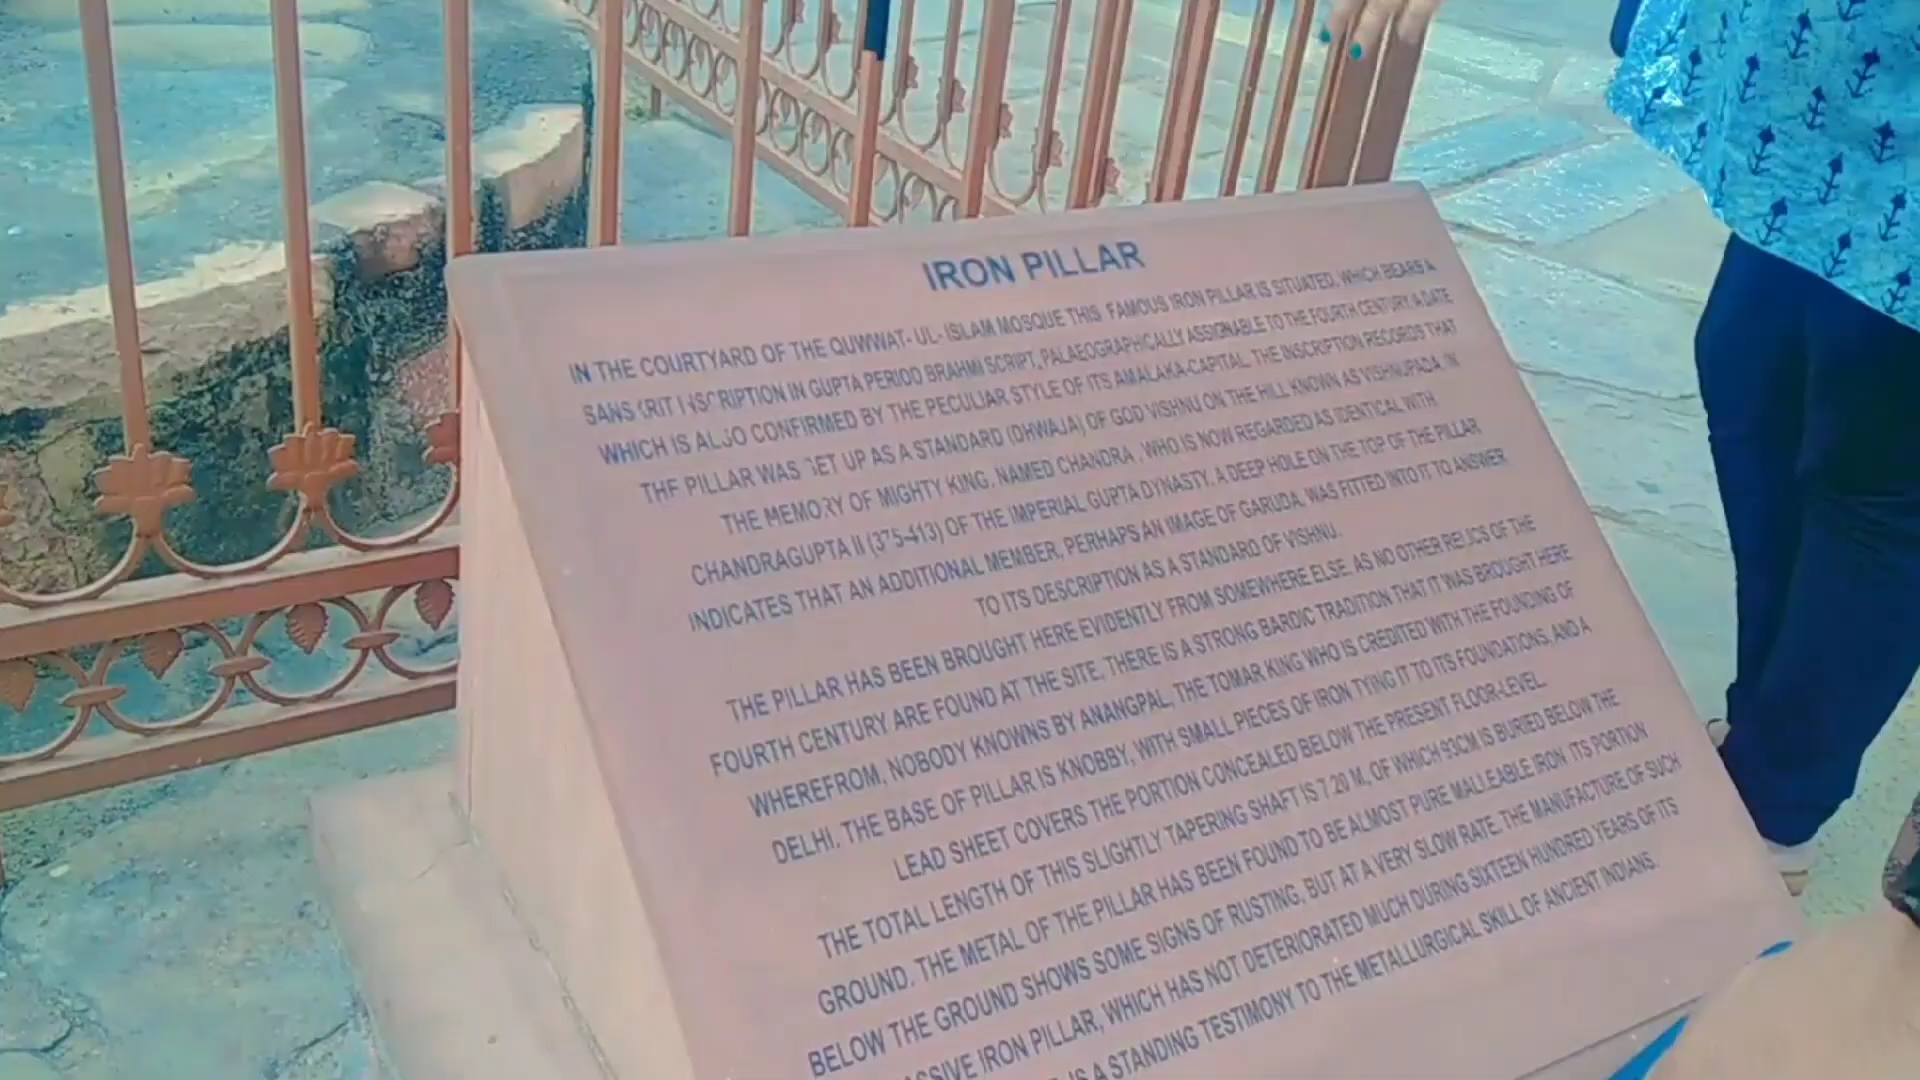 IRON PILLAR
IN THE COURTYARD OF THE QUWWAT- UL- ISLAM MOSQUE THIS FAMOUS IRON PILLAR IS SITUATED, WHICH BEARS A
SANS RIT I SCRIPTION IN GUPTA PERIOD BRAHMI SCRIPT, PALAEOGRAPHICALLY ASSIGNABLE TO THE FOURTH CENTURY, A DATE
WHICH IS ALSO CONFIRMED BY THE PECULIAR STYLE OF ITS AMALAKA-CAPITAL. THE INSCRIPTION RECORDS THAT
THE PILLAR WAS SET UP AS A STANDARD (DHWAJA) OF GOD VISHNU ON THE HILL KNOWN AS VISHNUPADA, IN
THE MEMORY OF MIGHTY KING, NAMED CHANDRA , WHO IS NOW REGARDED AS IDENTICAL WITH
CHANDRAGUPTA II (375-413) OF THE IMPERIAL GUPTA DYNASTY. A DEEP HOLE ON THE TOP OF THE PILLAR
INDICATES THAT AN ADDITIONAL MEMBER, PERHAPS AN IMAGE OF GARUDA, WAS FITTED INTO IT TO ANSWER
TO ITS DESCRIPTION AS A STANDARD OF VISHNU.
THE PILLAR HAS BEEN BROUGHT HERE EVIDENTLY FROM SOMEWHERE ELSE, AS NO OTHER RELICS OF THE
FOURTH CENTURY ARE FOUND AT THE SITE. THERE IS A STRONG BARDIC TRADITION THAT IT WAS BROUGHT HERE
WHEREFROM, NOBODY KNOWNS BY ANANGPAL, THE TOMAR KING WHO IS CREDITED WITH THE FOUNDING OF
DELHI. THE BASE OF PILLAR IS KNOBBY, WITH SMALL PIECES OF IRON TYING IT TO ITS FOUNDATIONS, AND A
LEAD SHEET COVERS THE PORTION CONCEALED BELOW THE PRESENT FLOOR-LEVEL.
THE TOTAL LENGTH OF THIS SLIGHTLY TAPERING SHAFT IS 7.20 M, OF WHICH 93CM IS BURIED BELOW THE
GROUND. THE METAL OF THE PILLAR HAS BEEN FOUND TO BE ALMOST PURE MALLEABLE IRON ITS PORTION
BELOW THE GROUND SHOWS SOME SIGNS OF RUSTING, BUT AT A VERY SLOW RATE. THE MANUFACTURE OF SUCH
ASSIVE IRON PILLAR, WHICH HAS NOT DETERIORATED MUCH DURING SIXTEEN HUNDRED YEARS OF ITS
IS A STANDING TESTIMONY TO THE METALLURGICAL SKILL OF ANCIENT INDIANS.